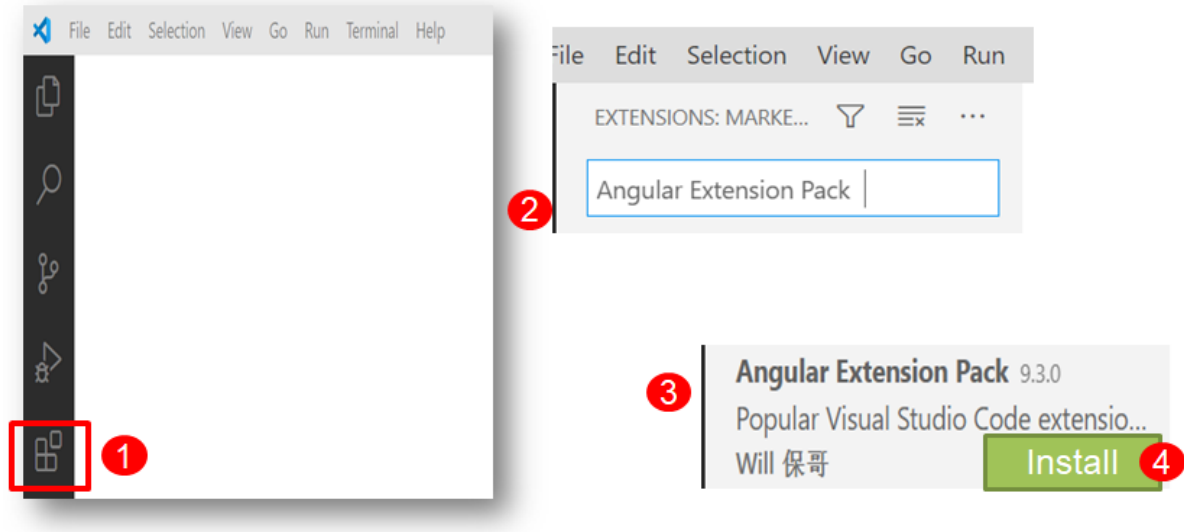 File Edit Selection View Go Run Terminal Help
1
File Edit Selection View Go Run
EXTENSIONS: MARKE... ...
Angular Extension Pack
2
3
Angular Extension Pack 9.3.0
Popular Visual Studio Code extensio...
Will 保哥 Install 4